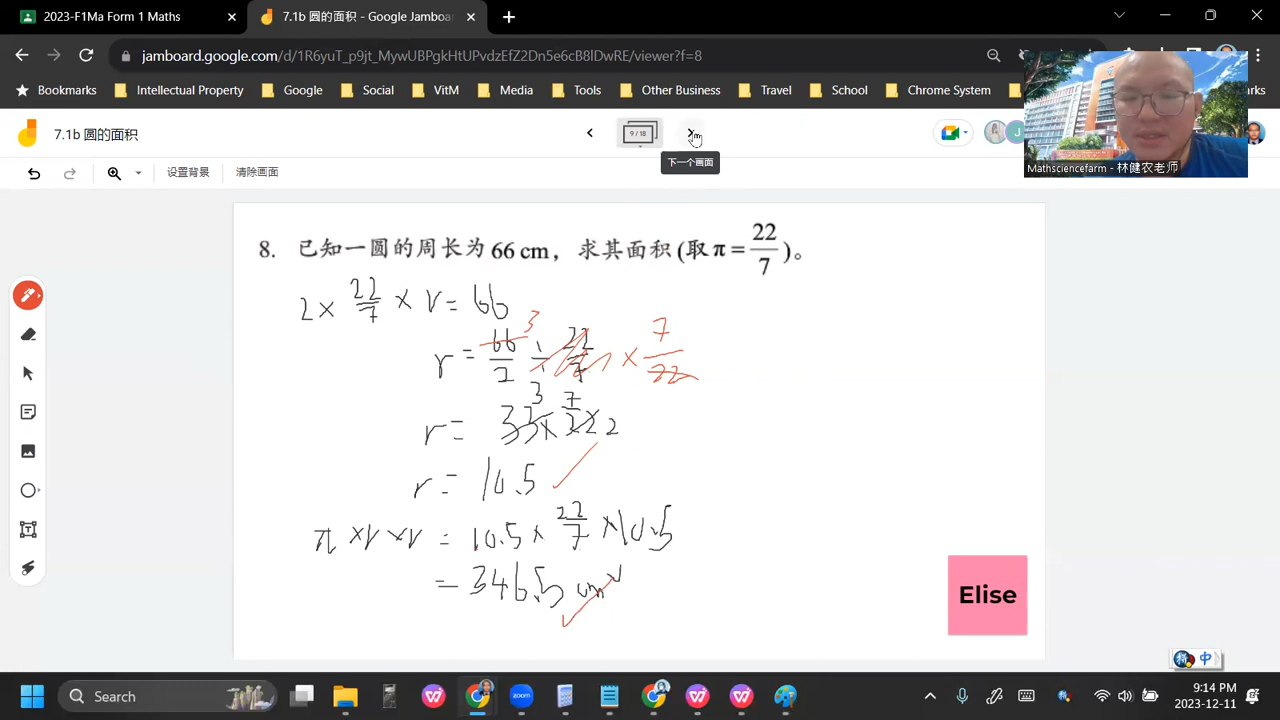 2023-F1Ma Form 1 Maths
7.1b 圆的面积 - Google Jamboa
jamboard.google.com/d/1R6yuT_p9jt_MywUBPgkHtUPvdzEfZ2Dn5e6cB8lDwRE/viewer?f=8
Bookmarks Intellectual Property Google Social VitM Media Tools Other Business Travel School Chrome System
Mathsciencefarm - 林健农老师
7.1b 圆的面积
9 / 18
J
下一个画面
设置背景 清除画面
8. 已知一圆的周长为 66 cm，求其面积 (取 π = 22/7)。
2 × 22/7 × r = 66
r = 66/2 ÷ 22/7 × 7/22
3
r = 33 × 7/22 2
3
r = 10.5 ✓
π × r × r = 10.5 × 22/7 × 10.5
= 346.5 cm² ✓
Elise
中
Search
9:14 PM
2023-12-11